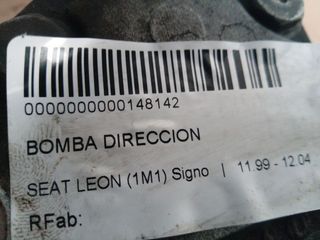 0000000000148142
BOMBA DIRECCION
SEAT LEON (1M1) Signo | 11.99 - 12.04
RFab: